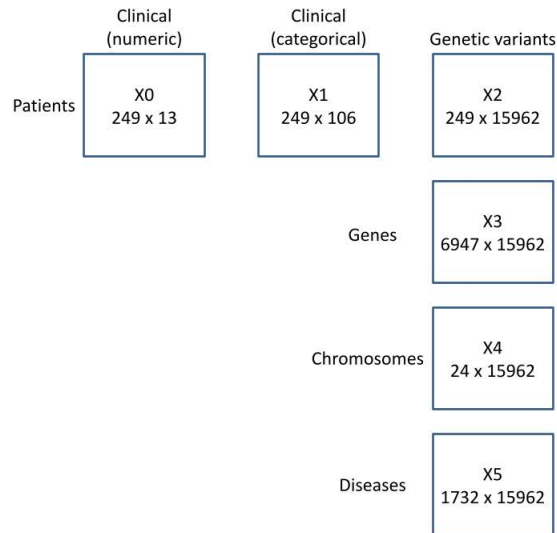 Clinical
(numeric)
Clinical
(categorical)
Genetic variants
Patients
X0
249 x 13
X1
249 x 106
X2
249 x 15962
Genes
X3
6947 x 15962
Chromosomes
X4
24 x 15962
Diseases
X5
1732 x 15962